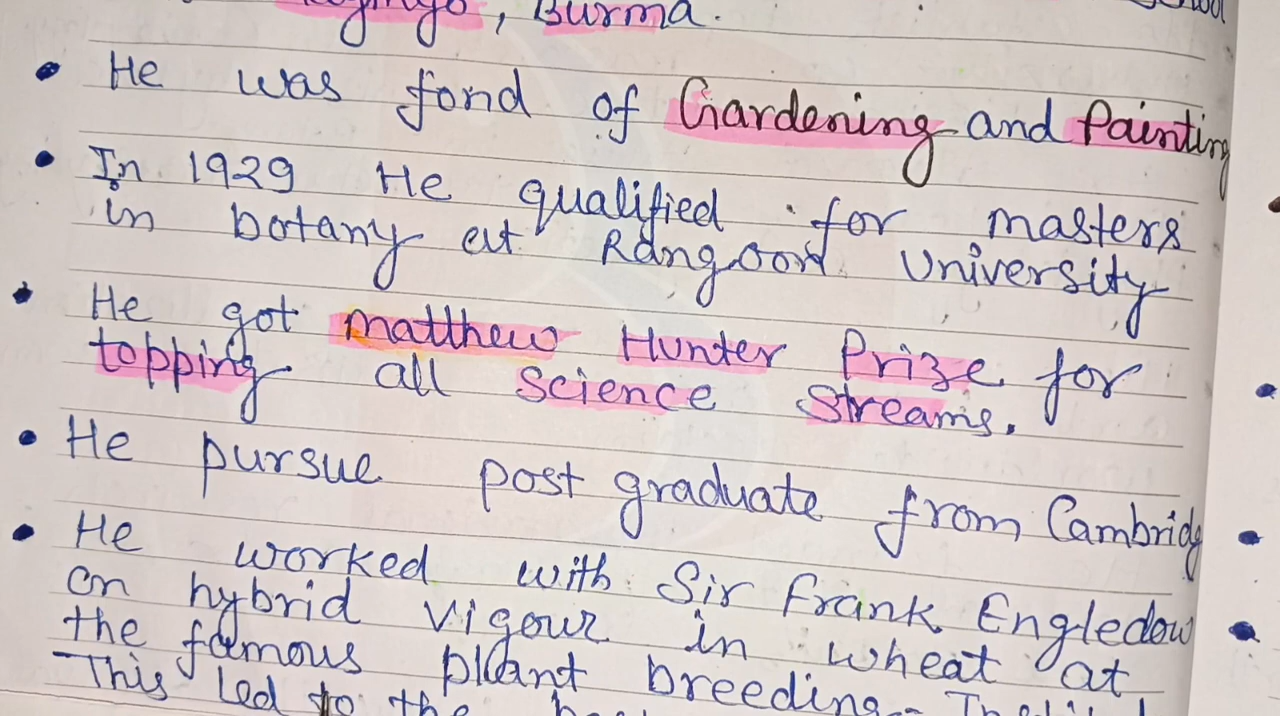 , Burma.
• He was fond of Gardening and Painting
• In 1929 He qualified for masters
in botany at Rangoon University
• He got matthew Hunter Prize for
topping all science streams.
• He pursue post graduate from Cambridg
• He worked with Sir Frank Engledow
on hybrid vigour in wheat at
the famous plant breeding
This led to the